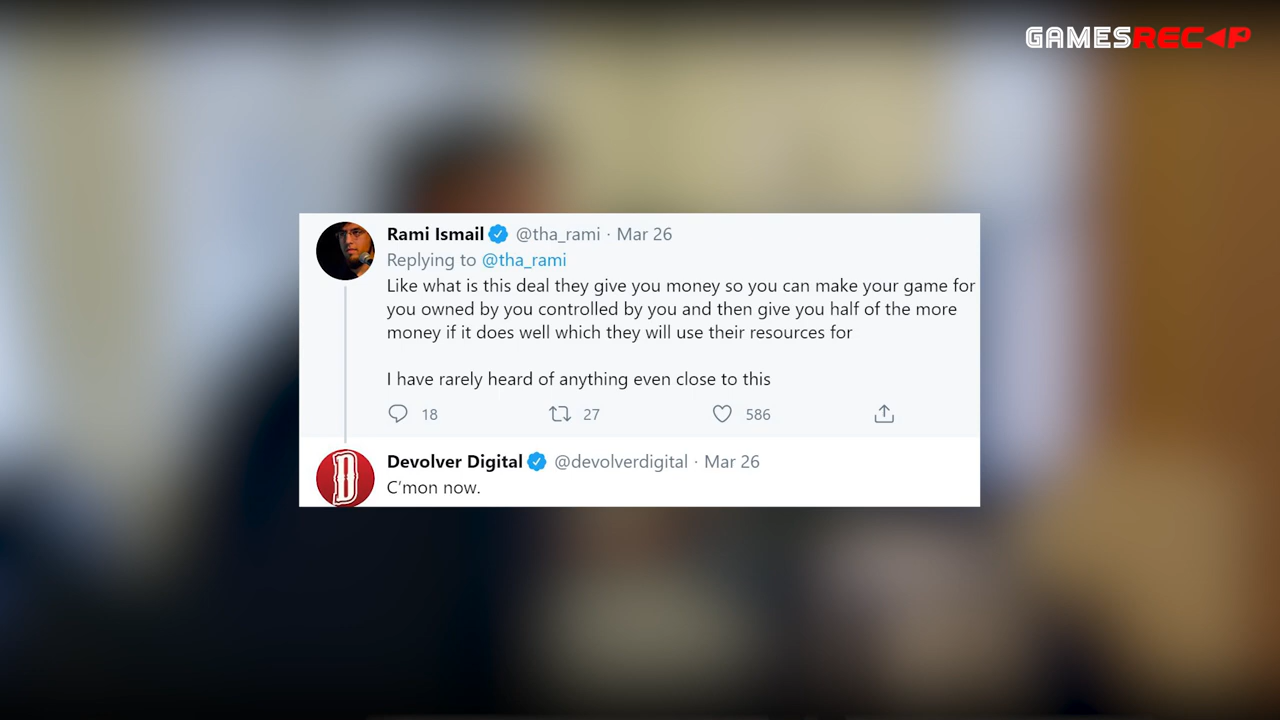 GAMESRECAP
Rami Ismail @tha_rami · Mar 26
Replying to @tha_rami
Like what is this deal they give you money so you can make your game for
you owned by you controlled by you and then give you half of the more
money if it does well which they will use their resources for
I have rarely heard of anything even close to this
18 27 586
Devolver Digital @devolverdigital · Mar 26
C'mon now.